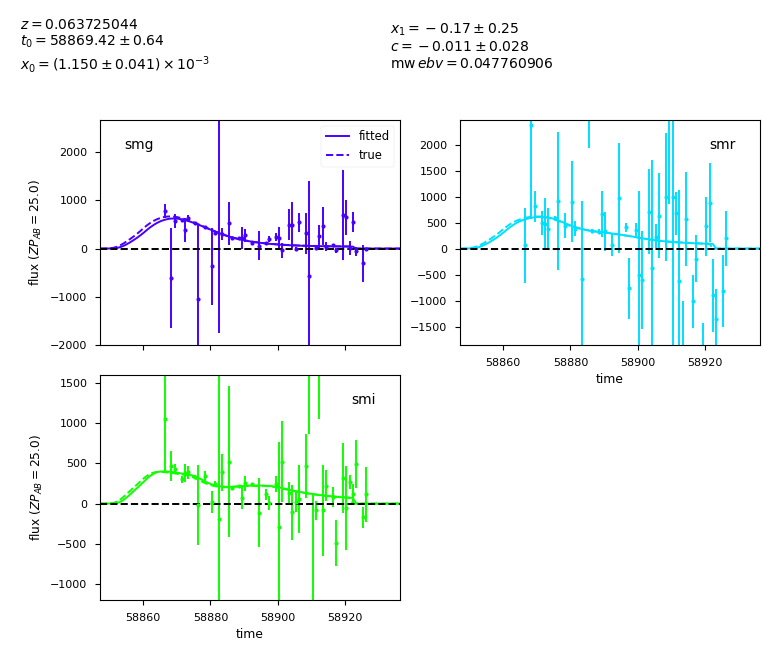 z = 0.063725044
t₀ = 58869.42 ± 0.64
x₀ = (1.150 ± 0.041) × 10⁻³
x₁ = −0.17 ± 0.25
c = −0.011 ± 0.028
mwebv = 0.047760906
smg
fitted
true
2000
1000
0
−1000
−2000
flux (ZP_AB = 25.0)
smr
2000
1500
1000
500
0
−500
−1000
−1500
58860 58880 58900 58920
time
smi
1500
1000
500
0
−500
−1000
flux (ZP_AB = 25.0)
58860 58880 58900 58920
time